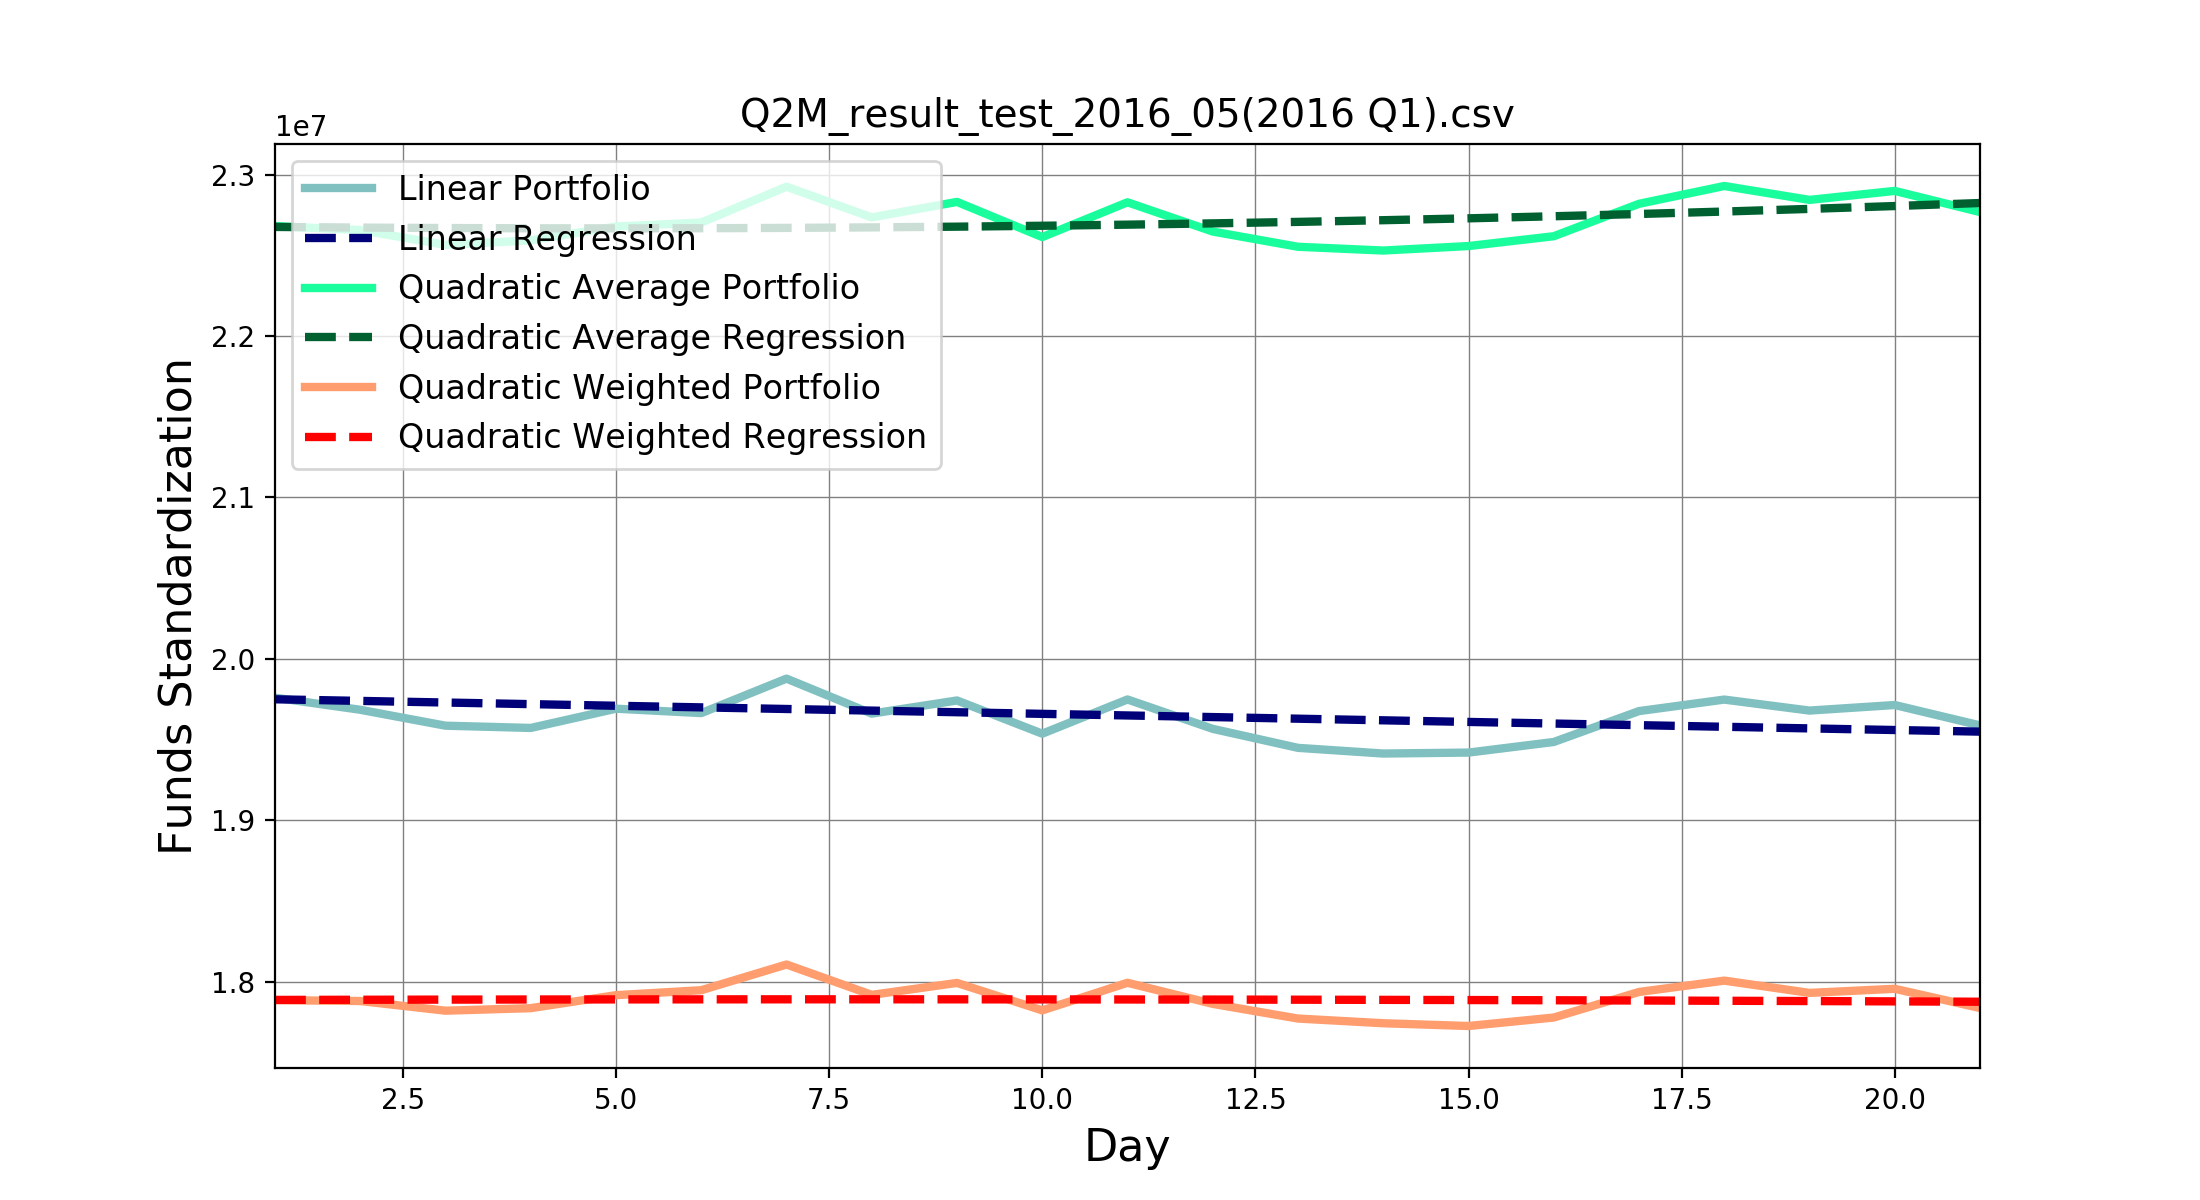 Q2M_result_test_2016_05(2016 Q1).csv
1e7
2.3
2.2
2.1
2.0
1.9
1.8
Funds Standardization
Linear Portfolio
Linear Regression
Quadratic Average Portfolio
Quadratic Average Regression
Quadratic Weighted Portfolio
Quadratic Weighted Regression
2.5 5.0 7.5 10.0 12.5 15.0 17.5 20.0
Day